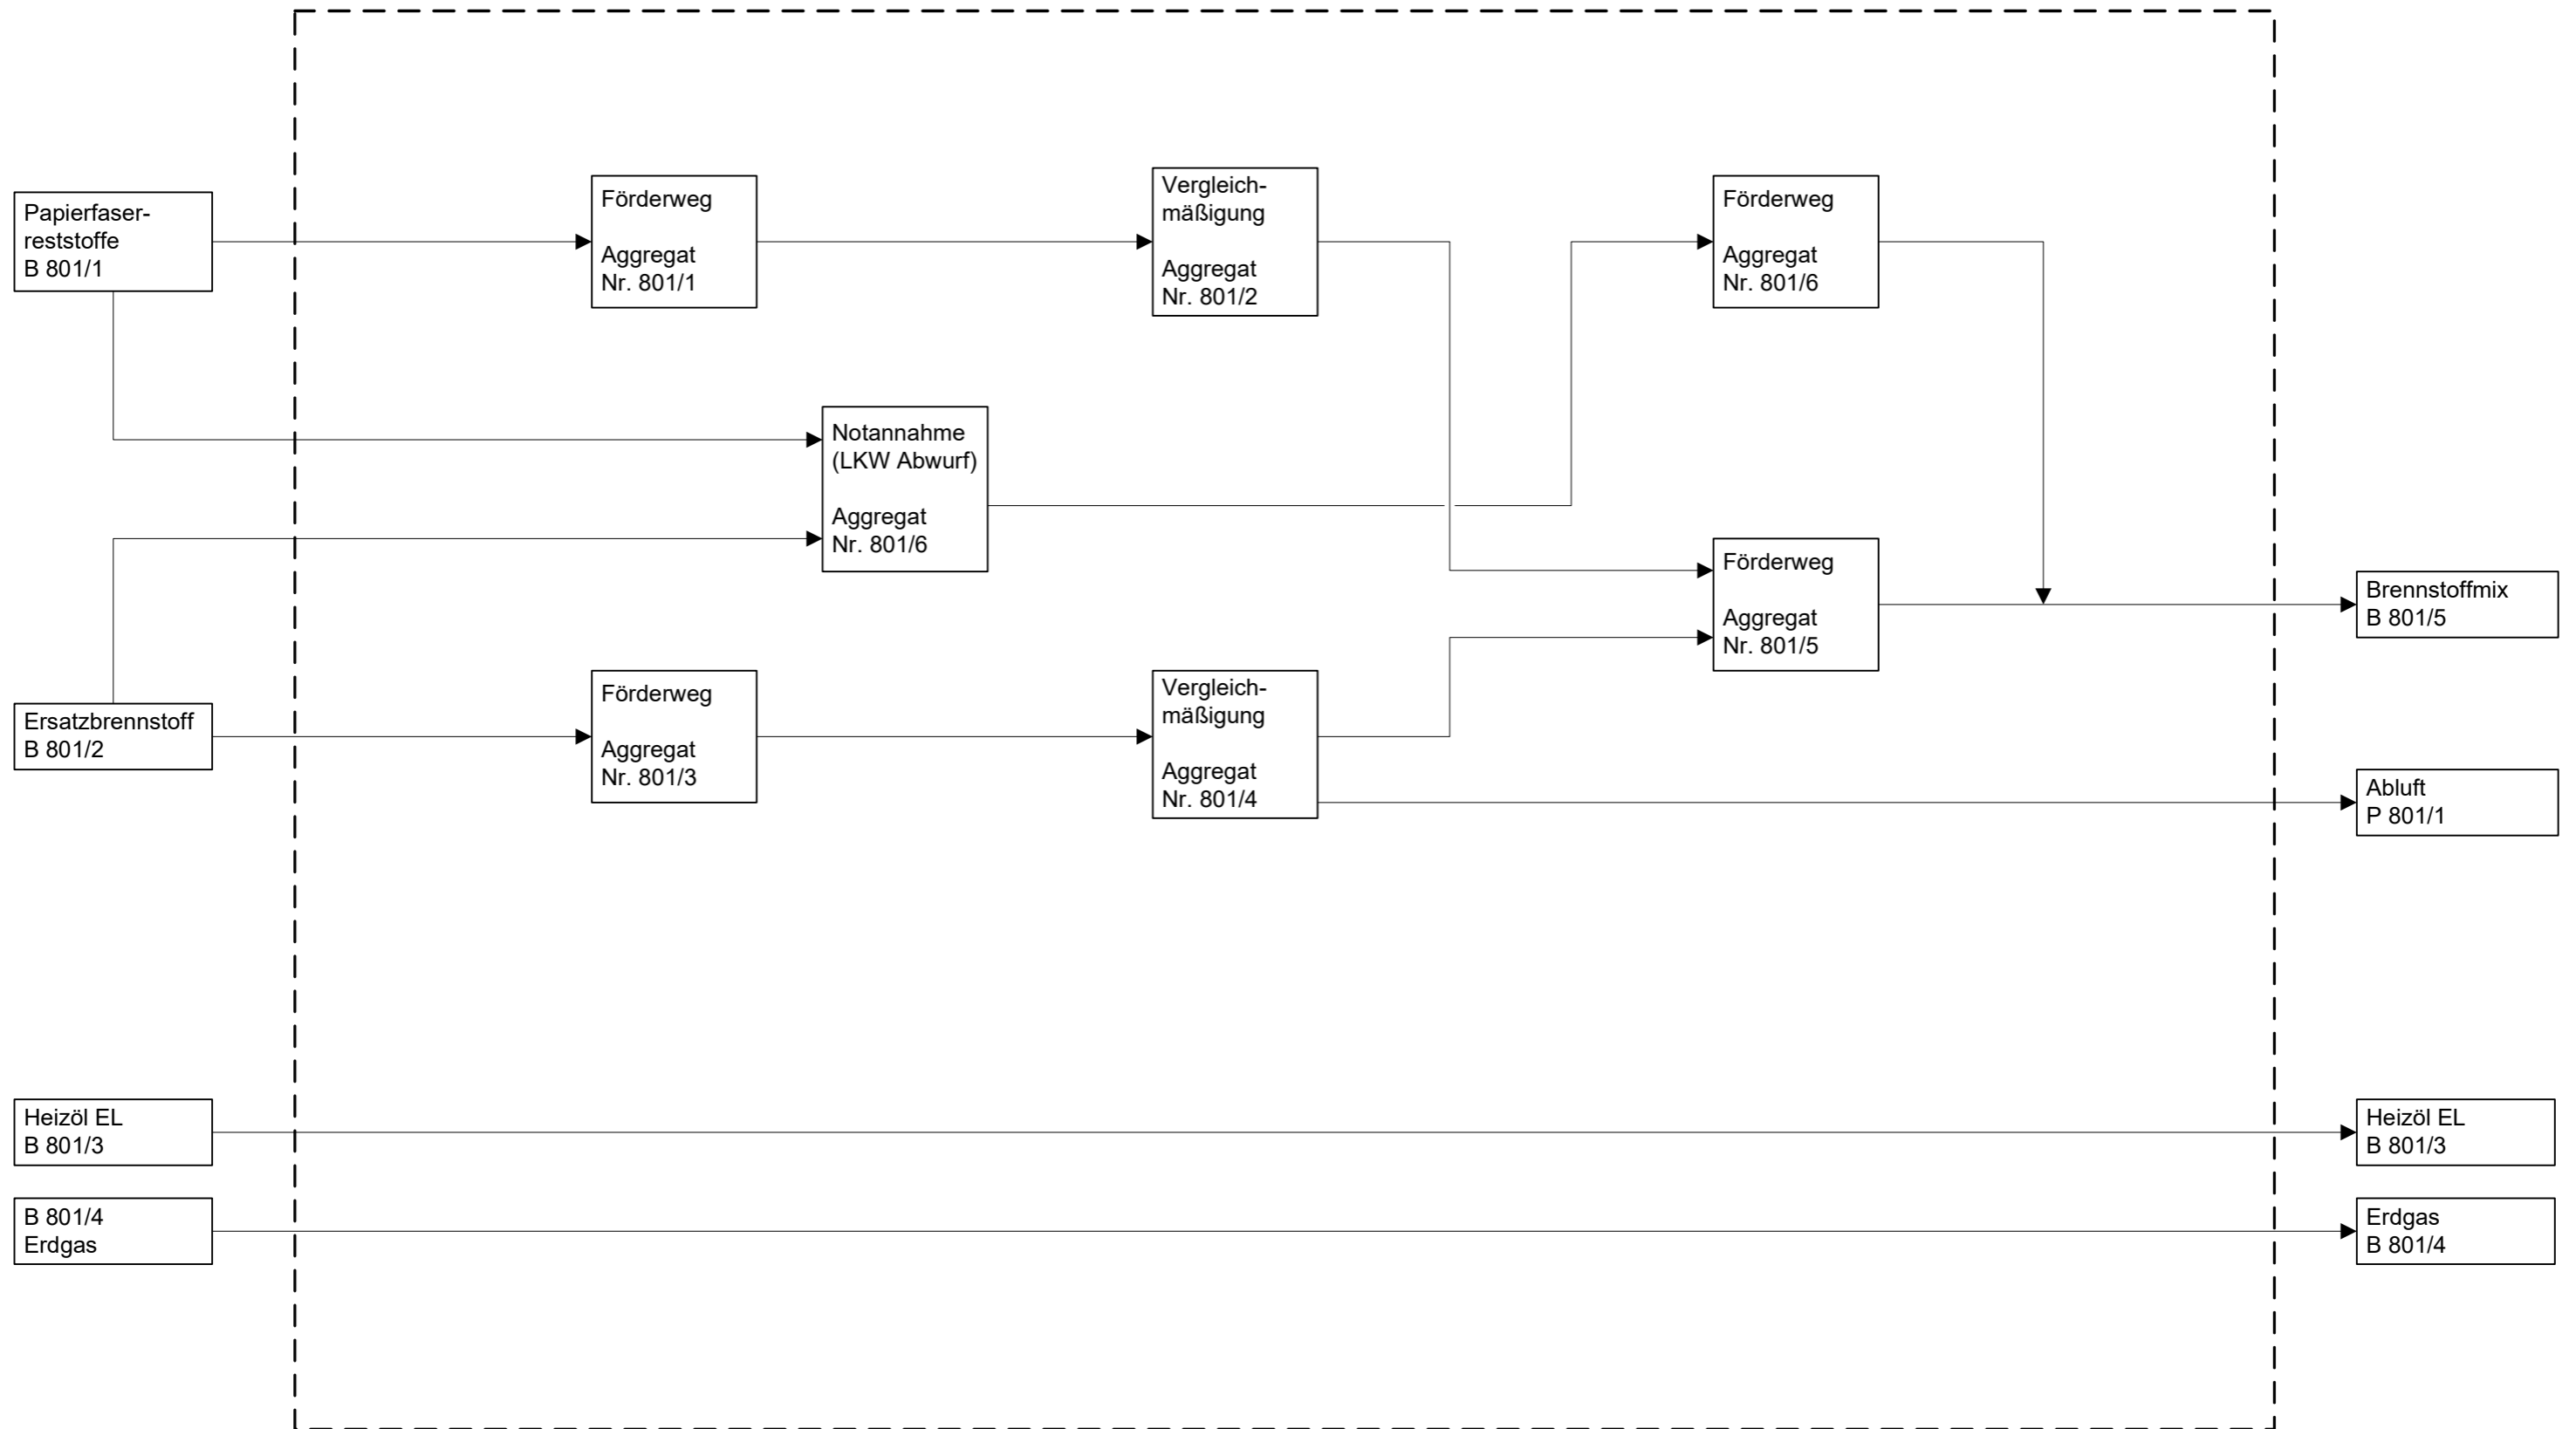 Papierfaser-
reststoffe
B 801/1
Förderweg
Aggregat
Nr. 801/1
Vergleich-
mäßigung
Aggregat
Nr. 801/2
Förderweg
Aggregat
Nr. 801/6
Notannahme
(LKW Abwurf)
Aggregat
Nr. 801/6
Förderweg
Aggregat
Nr. 801/5
Brennstoffmix
B 801/5
Ersatzbrennstoff
B 801/2
Förderweg
Aggregat
Nr. 801/3
Vergleich-
mäßigung
Aggregat
Nr. 801/4
Abluft
P 801/1
Heizöl EL
B 801/3
Heizöl EL
B 801/3
B 801/4
Erdgas
Erdgas
B 801/4